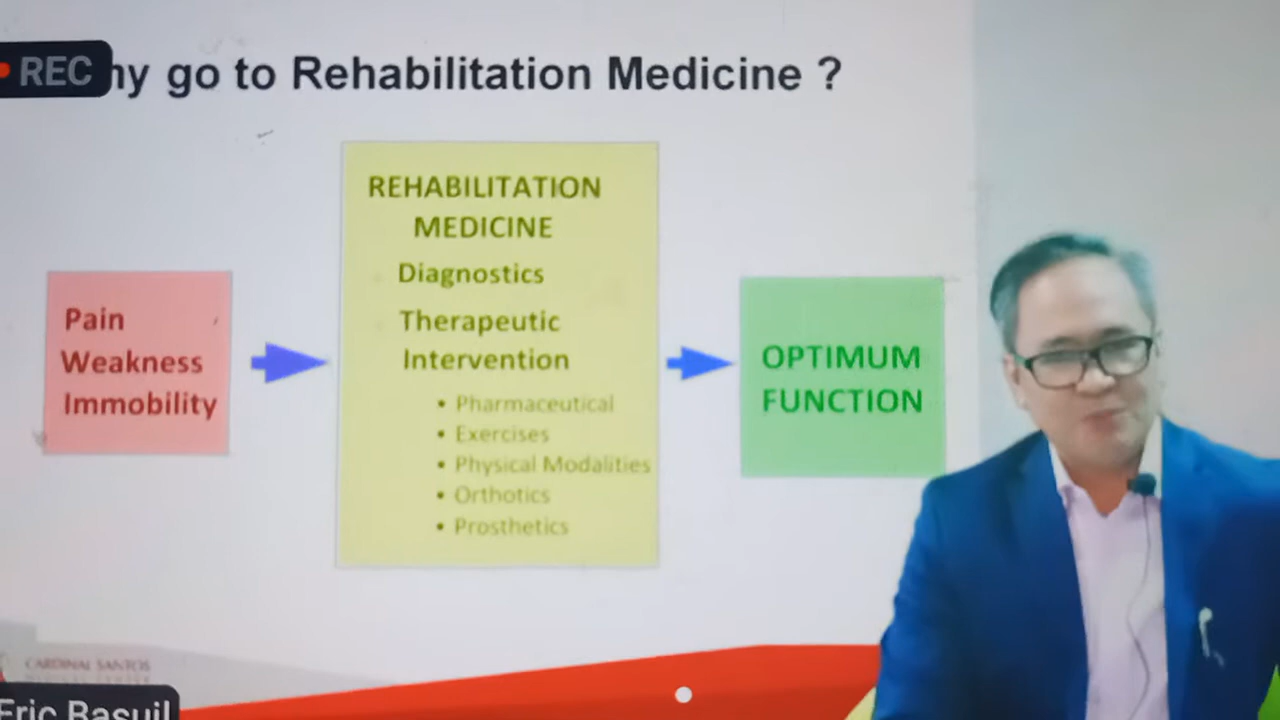 REC
hy go to Rehabilitation Medicine ?
REHABILITATION
MEDICINE
Diagnostics
Therapeutic
Intervention
• Pharmaceutical
• Exercises
• Physical Modalities
• Orthotics
• Prosthetics
Pain
Weakness
Immobility
OPTIMUM
FUNCTION
CARDINAL SANTOS
Eric Basuil